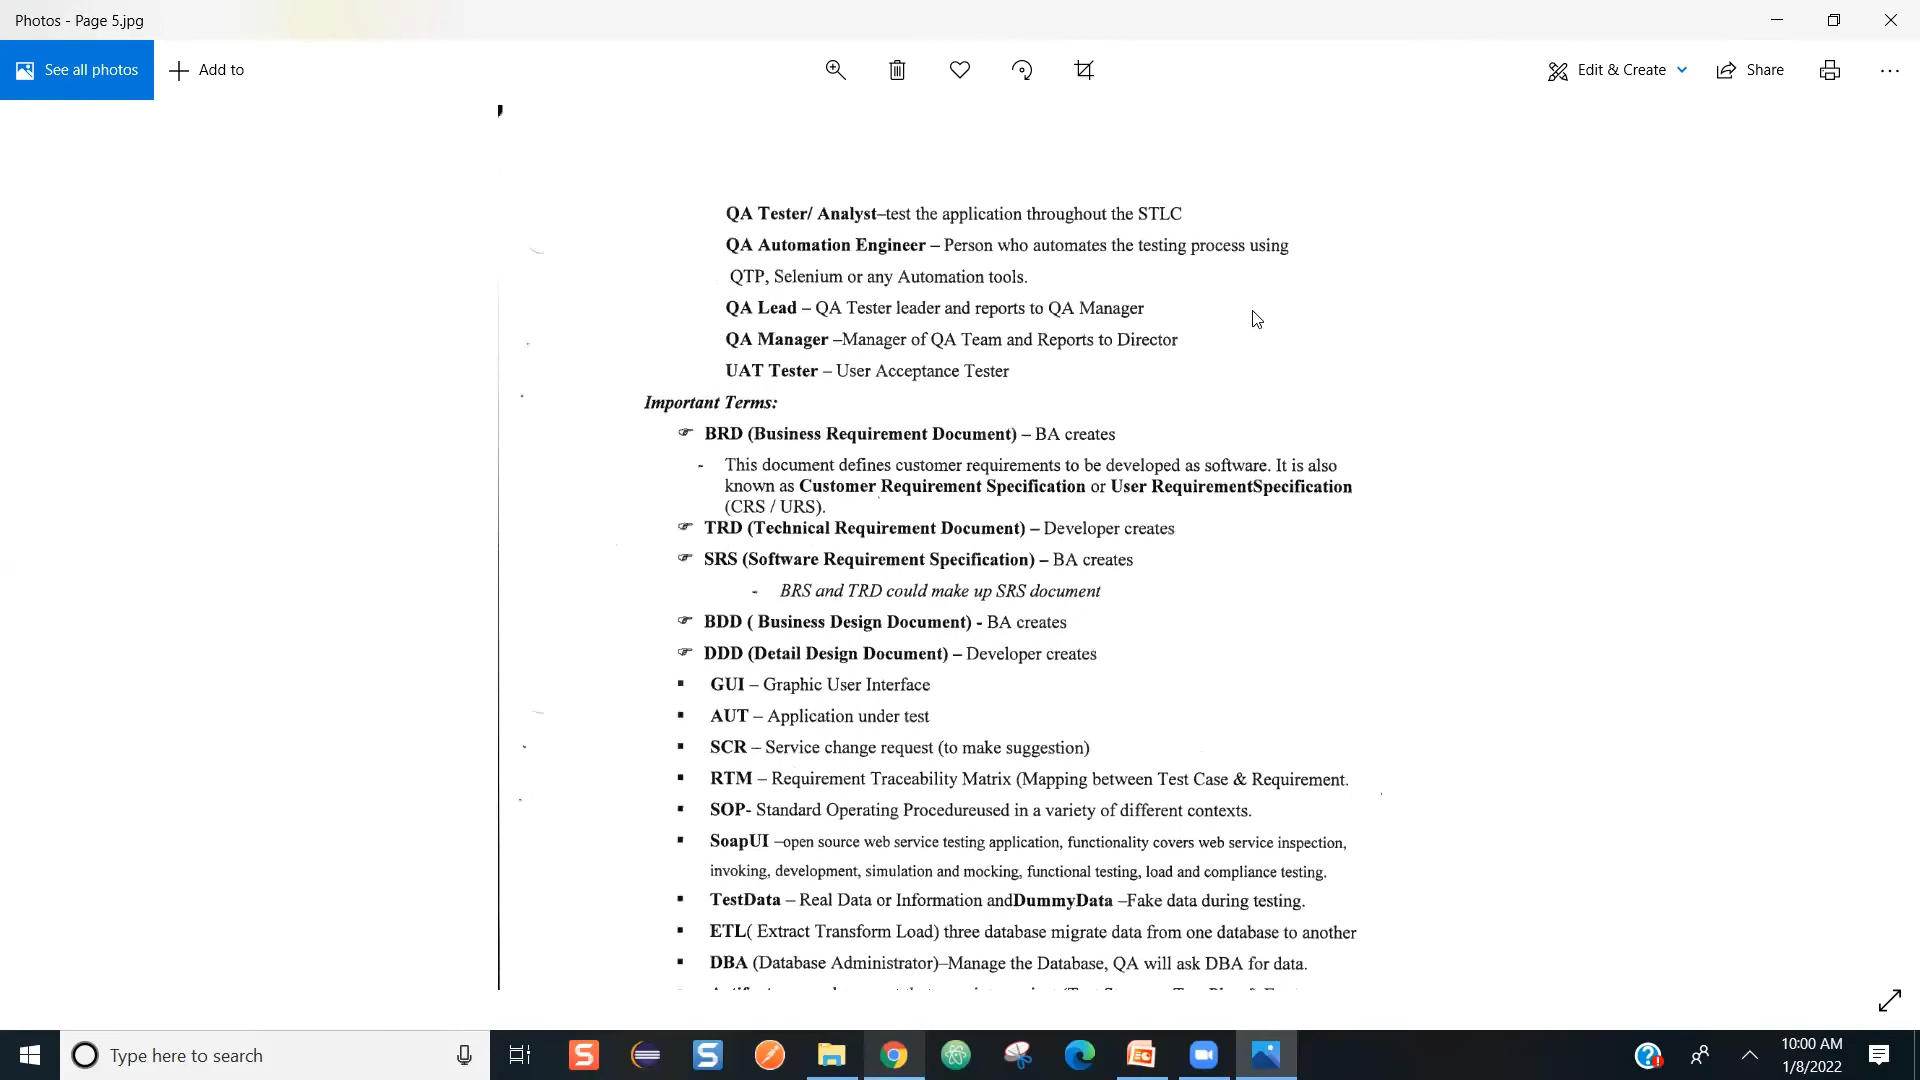 Photos - Page 5.jpg
See all photos
Add to
Edit & Create
Share
QA Tester/ Analyst–test the application throughout the STLC
QA Automation Engineer – Person who automates the testing process using
QTP, Selenium or any Automation tools.
QA Lead – QA Tester leader and reports to QA Manager
QA Manager –Manager of QA Team and Reports to Director
UAT Tester – User Acceptance Tester
Important Terms:
☞ BRD (Business Requirement Document) – BA creates
- This document defines customer requirements to be developed as software. It is also
known as Customer Requirement Specification or User RequirementSpecification
(CRS / URS).
☞ TRD (Technical Requirement Document) – Developer creates
☞ SRS (Software Requirement Specification) – BA creates
- BRS and TRD could make up SRS document
☞ BDD ( Business Design Document) - BA creates
☞ DDD (Detail Design Document) – Developer creates
▪ GUI – Graphic User Interface
▪ AUT – Application under test
▪ SCR – Service change request (to make suggestion)
▪ RTM – Requirement Traceability Matrix (Mapping between Test Case & Requirement.
▪ SOP- Standard Operating Procedureused in a variety of different contexts.
▪ SoapUI –open source web service testing application, functionality covers web service inspection,
invoking, development, simulation and mocking, functional testing, load and compliance testing.
▪ TestData – Real Data or Information andDummyData –Fake data during testing.
▪ ETL( Extract Transform Load) three database migrate data from one database to another
▪ DBA (Database Administrator)–Manage the Database, QA will ask DBA for data.
Type here to search
10:00 AM
1/8/2022